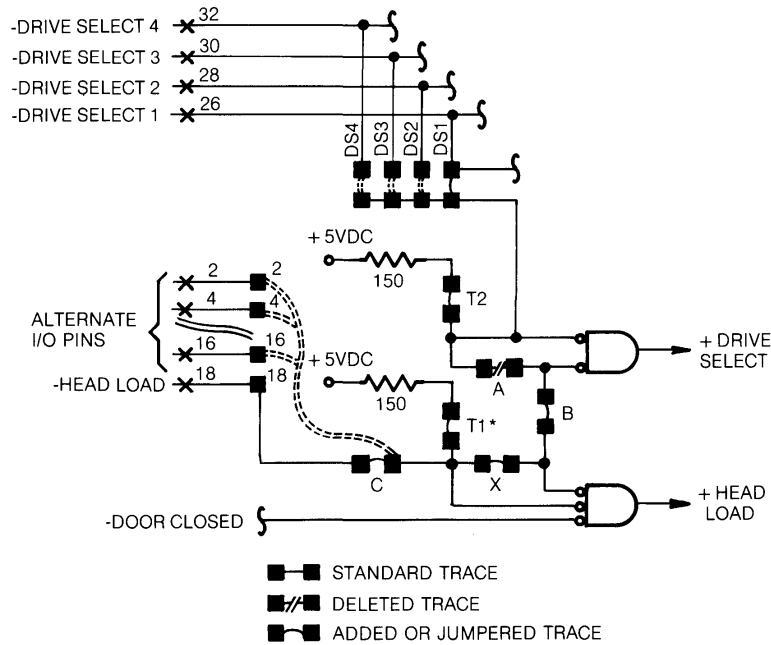 -DRIVE SELECT 4 32
-DRIVE SELECT 3 30
-DRIVE SELECT 2 28
-DRIVE SELECT 1 26
DS4 DS3 DS2 DS1
+ 5VDC
150
T2
ALTERNATE
I/O PINS
2 2
4 4
16 16
-HEAD LOAD 18 18
+ 5VDC
150
T1*
A
B
C
X
+ DRIVE
SELECT
+ HEAD
LOAD
-DOOR CLOSED
STANDARD TRACE
DELETED TRACE
ADDED OR JUMPERED TRACE